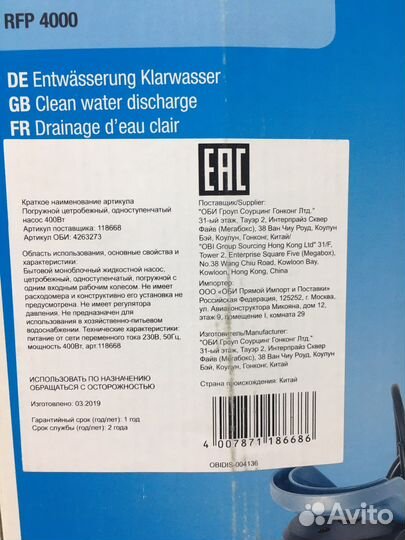 RFP 4000
DE Entwässerung Klarwasser
GB Clean water discharge
FR Drainage d'eau clair
EAC
Краткое наименование артикула
Погружной цетробежный, одноступенчатый
насос 400Вт
Артикул поставщика: 118668
Артикул ОБИ: 4263273
Область использования, основные свойства и
характеристики:
Бытовой моноблочный жидкостной насос,
цетробежный, одноступенчатый, погружной с
одним входным рабочим колесом. Не имеет
расходомера и конструктивно его установка не
предусмотрена. Не имеет регулятора
давления. Не предназначен для
использования в хозяйственно-питьевого
водоснабжении. Технические характеристики:
питание от сети переменного тока 230В, 50Гц,
мощность 400Вт. арт.118668
ИСПОЛЬЗОВАТЬ ПО НАЗНАЧЕНИЮ
ОБРАЩАТЬСЯ С ОСТОРОЖНОСТЬЮ
Изготовлено: 03.2019
Гарантийный срок (год/лет): 1 год
Срок службы (год/лет): 2 года
Поставщик/Supplier:
"ОБИ Гроуп Соурцинг Гонконг Лтд."
31-ый этаж, Тауэр 2, Интерпрайз Сквер
Файв (Мегабокс), 38 Ван Чиу Роуд, Коулун
Бэй, Коулун, Гонконг, Китай/
"OBI Group Sourcing Hong Kong Ltd" 31/F,
Tower 2, Enterprise Square Five (Megabox),
No.38 Wang Chiu Road, Kowloon Bay,
Kowloon, Hong Kong, China
Импортер:
ООО «ОБИ Прямой Импорт и Поставки»
Российская Федерация, 125252, г. Москва,
ул. Авиаконструктора Микояна, дом 12,
этаж 9, помещение I, комната 29
Изготовитель/Manufacturer:
"ОБИ Гроуп Соурцинг Гонконг Лтд."
31-ый этаж, Тауэр 2, Интерпрайз Сквер
Файв (Мегабокс), 38 Ван Чиу Роуд, Коулун
Бэй, Коулун, Гонконг, Китай
Страна происхождения: Китай
4 007871 186686
OBIDIS-004136
Avito